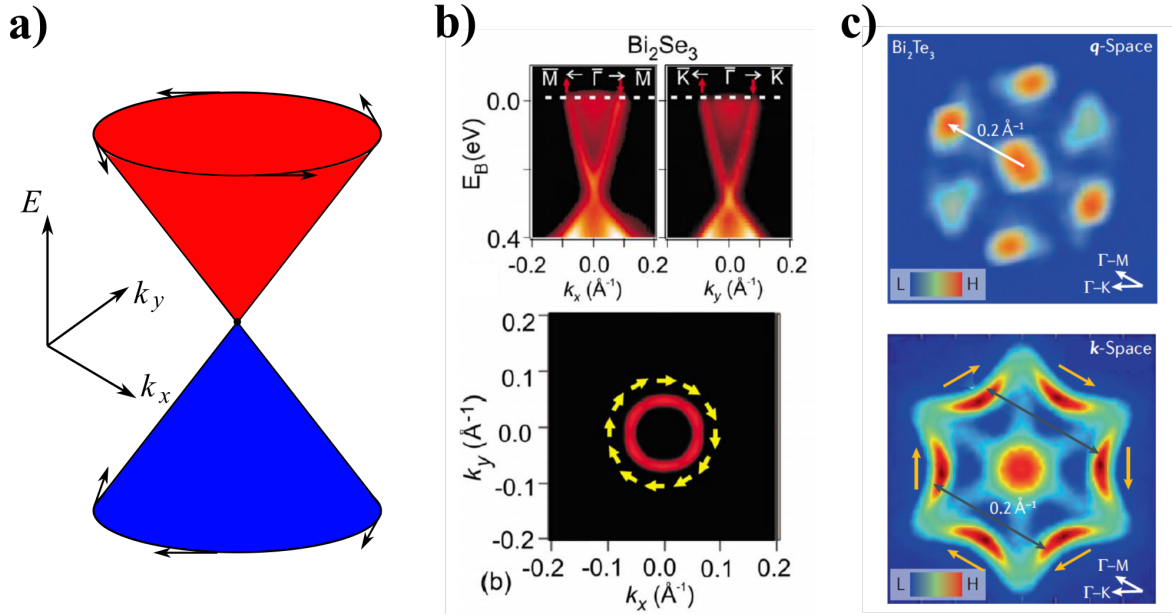 a)
E
k_y
k_x
b)
Bi2Se3
M̅ ← Γ̅ → M̅
K̅ ← Γ̅ → K̅
0.0
E_B (eV)
0.4
-0.2 0.0 0.2
-0.2 0.0 0.2
k_x (Å⁻¹)
k_y (Å⁻¹)
0.2
0.1
k_y (Å⁻¹)
0.0
-0.1
-0.2
(b)
-0.2 -0.1 0.0 0.1 0.2
k_x (Å⁻¹)
c)
Bi2Te3
q-Space
0.2 Å⁻¹
Γ–M
Γ–K
L H
k-Space
0.2 Å⁻¹
Γ–M
Γ–K
L H